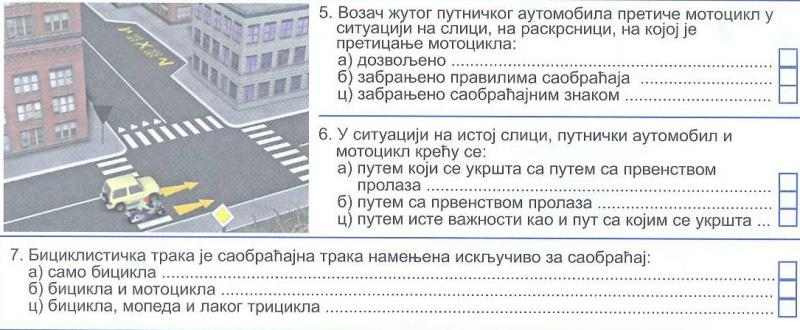 5. Возач жутог путничког аутомобила претиче мотоцикл у
ситуацији на слици, на раскрсници, на којој је
претицање мотоцикла:
а) дозвољено
б) забрањено правилима саобраћаја
ц) забрањено саобраћајним знаком
6. У ситуацији на истој слици, путнички аутомобил и
мотоцикл крећу се:
а) путем који се укршта са путем са првенством
пролаза
б) путем са првенством пролаза
ц) путем исте важности као и пут са којим се укршта ...
7. Бициклистичка трака је саобраћајна трака намењена искључиво за саобраћај:
а) само бицикла
б) бицикла и мотоцикла
ц) бицикла, мопеда и лаког трицикла